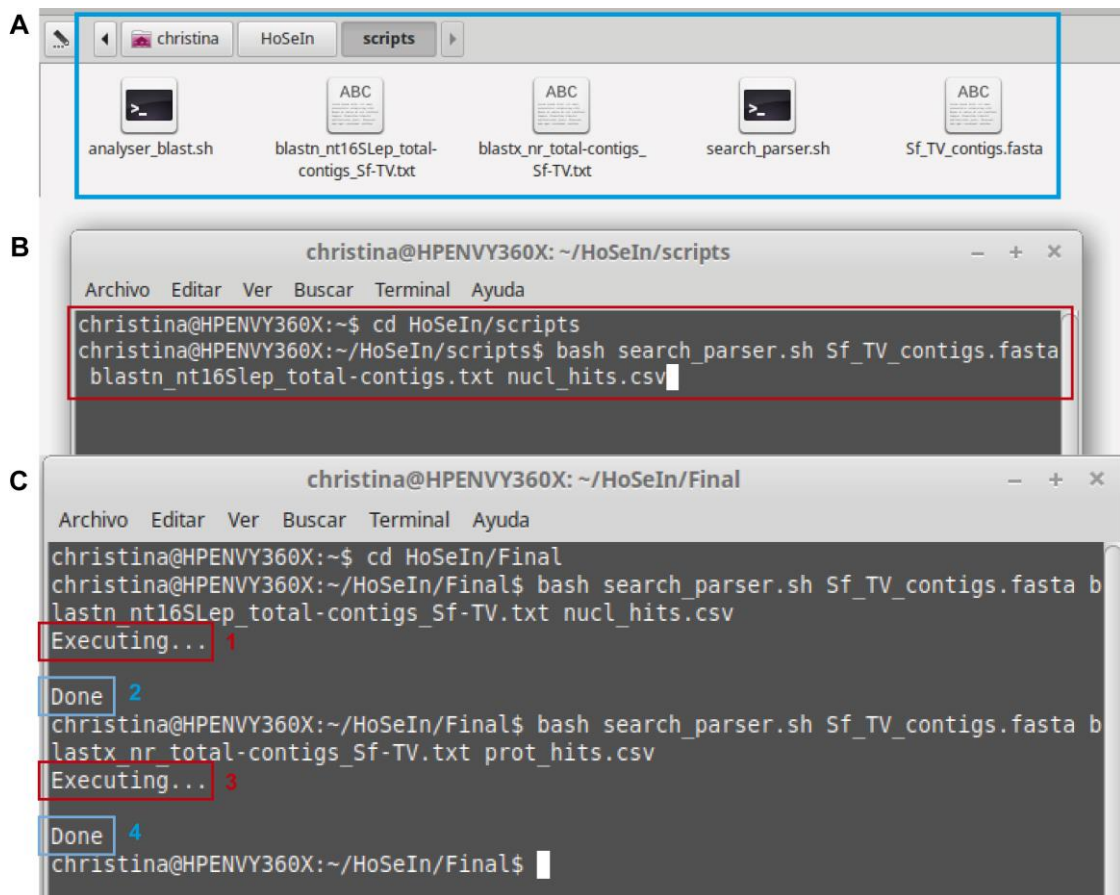 A
christina HoSeIn scripts
ABC ABC ABC
analyser_blast.sh blastn_nt16SLep_total- blastx_nr_total-contigs_ search_parser.sh Sf_TV_contigs.fasta
contigs_Sf-TV.txt Sf-TV.txt
B
christina@HPENVY360X: ~/HoSeIn/scripts
Archivo Editar Ver Buscar Terminal Ayuda
christina@HPENVY360X:~$ cd HoSeIn/scripts
christina@HPENVY360X:~/HoSeIn/scripts$ bash search_parser.sh Sf_TV_contigs.fasta
blastn_nt16Slep_total-contigs.txt nucl_hits.csv
C
christina@HPENVY360X: ~/HoSeIn/Final
Archivo Editar Ver Buscar Terminal Ayuda
christina@HPENVY360X:~$ cd HoSeIn/Final
christina@HPENVY360X:~/HoSeIn/Final$ bash search_parser.sh Sf_TV_contigs.fasta b
lastn_nt16SLep_total-contigs_Sf-TV.txt nucl_hits.csv
Executing... 1
Done 2
christina@HPENVY360X:~/HoSeIn/Final$ bash search_parser.sh Sf_TV_contigs.fasta b
lastx_nr_total-contigs_Sf-TV.txt prot_hits.csv
Executing... 3
Done 4
christina@HPENVY360X:~/HoSeIn/Final$